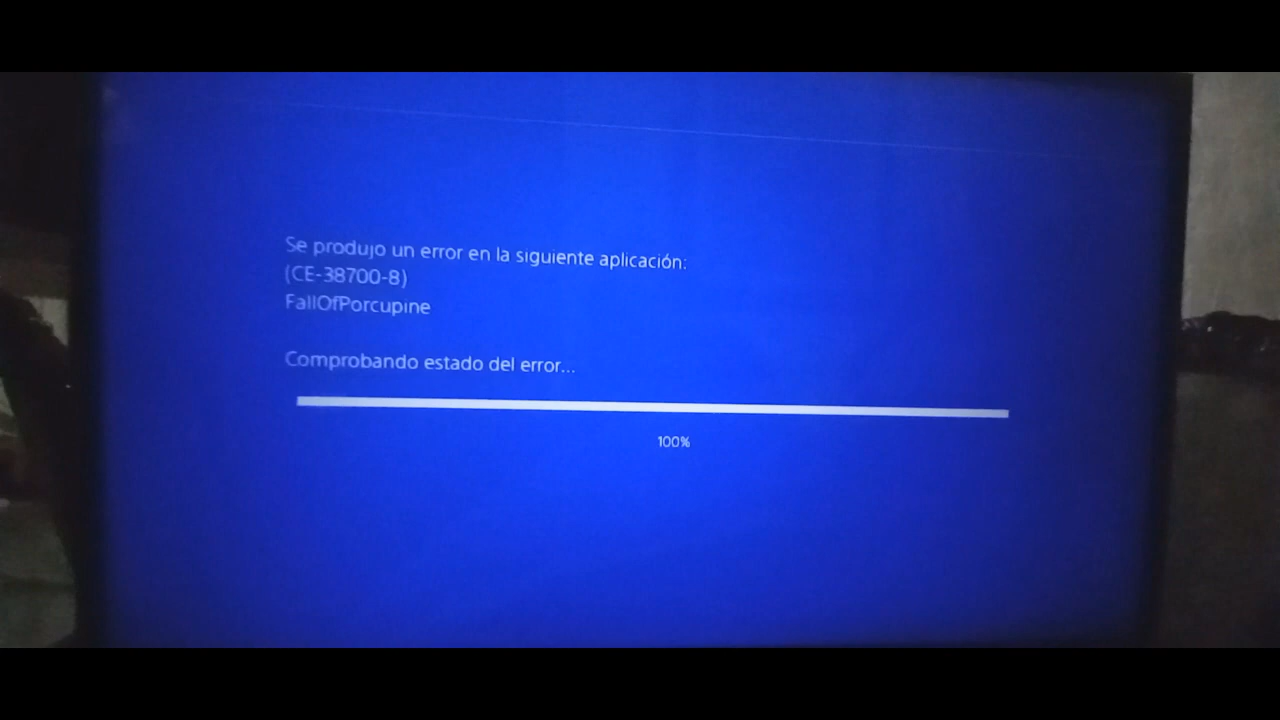 Se produjo un error en la siguiente aplicación:
(CE-38700-8)
FallOfPorcupine
Comprobando estado del error...
100%